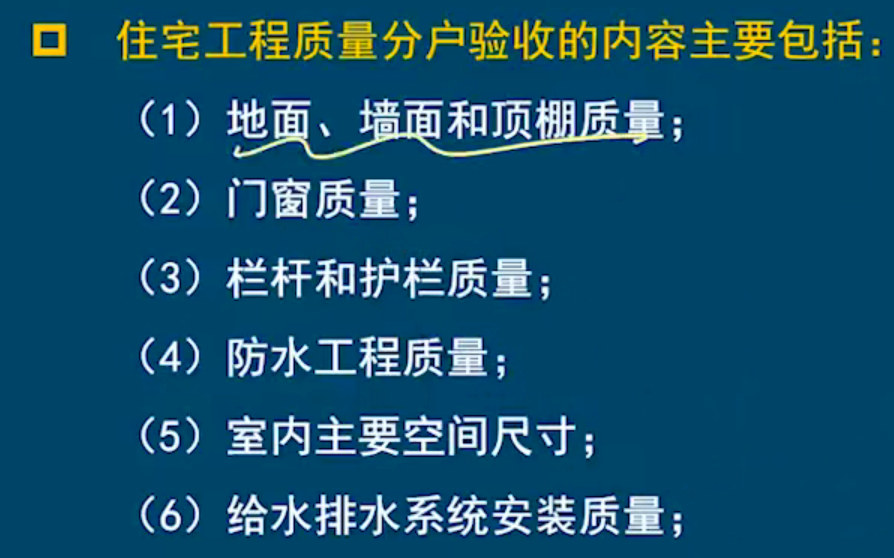 住宅工程质量分户验收的内容主要包括：
（1）地面、墙面和顶棚质量；
（2）门窗质量；
（3）栏杆和护栏质量；
（4）防水工程质量；
（5）室内主要空间尺寸；
（6）给水排水系统安装质量；